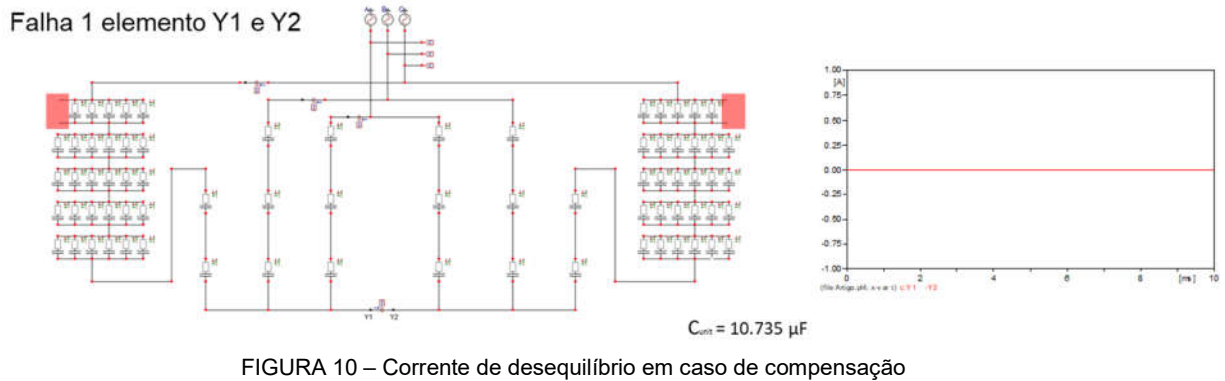 Falha 1 elemento Y1 e Y2
A
B
C
1.00
[A]
0.75
0.50
0.25
0.00
-0.25
-0.50
-0.75
-1.00
0 2 4 6 8 [ms] 10
c:Y1 -Y2
Y1 Y2
Cunit = 10.735 µF
FIGURA 10 – Corrente de desequilíbrio em caso de compensação